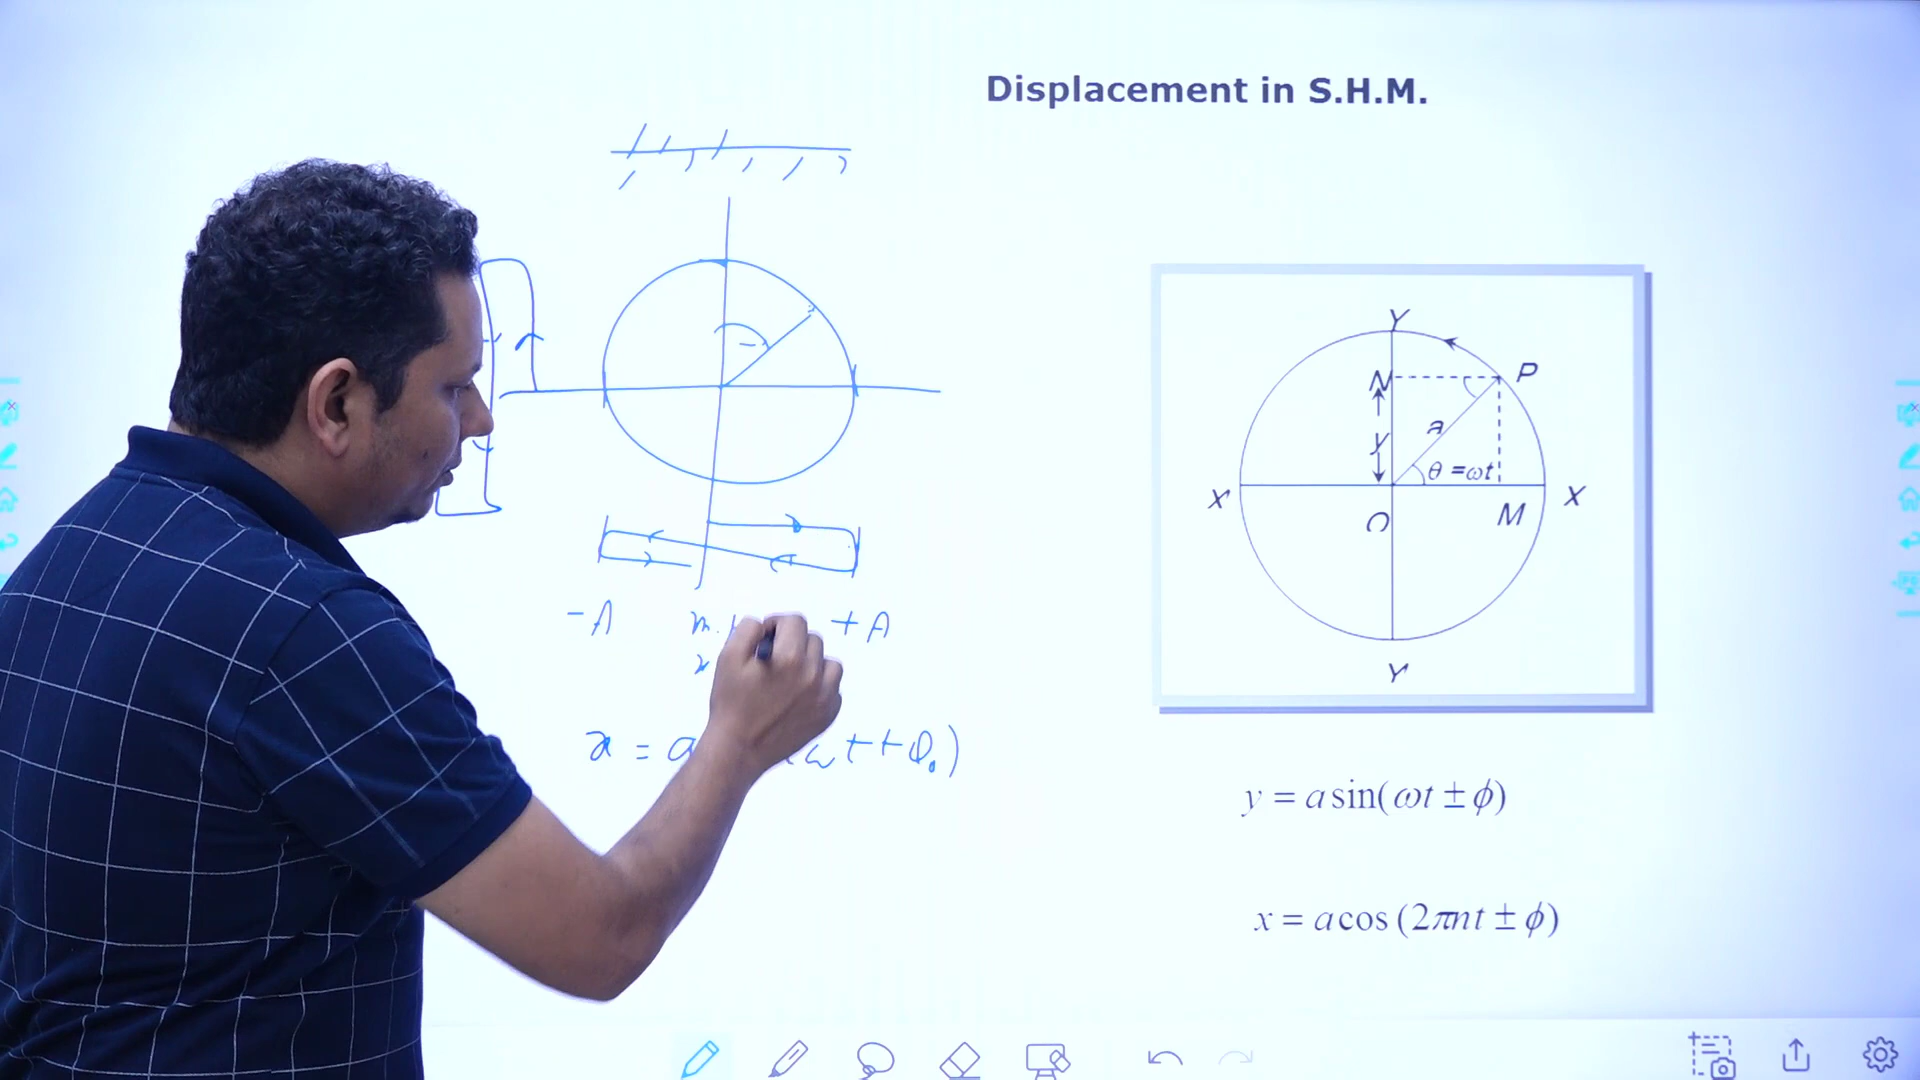 Displacement in S.H.M.
-A
+A
ωt+Φ₀)
Y
N
P
a
y
θ =ωt
X'
X
O
M
Y'
y = a sin(ωt ± ϕ)
x = a cos (2πnt ± ϕ)